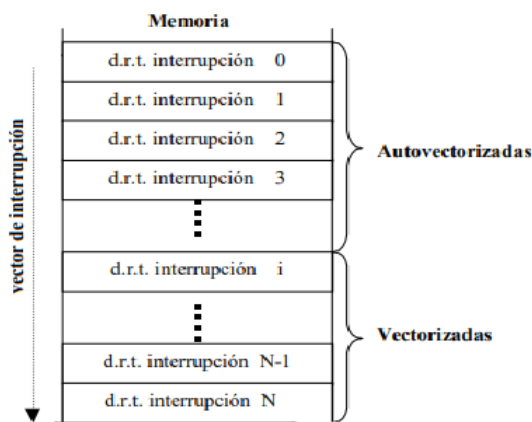 Memoria
d.r.t. interrupción 0
d.r.t. interrupción 1
d.r.t. interrupción 2
d.r.t. interrupción 3
Autovectorizadas
vector de interrupción
d.r.t. interrupción i
Vectorizadas
d.r.t. interrupción N-1
d.r.t. interrupción N